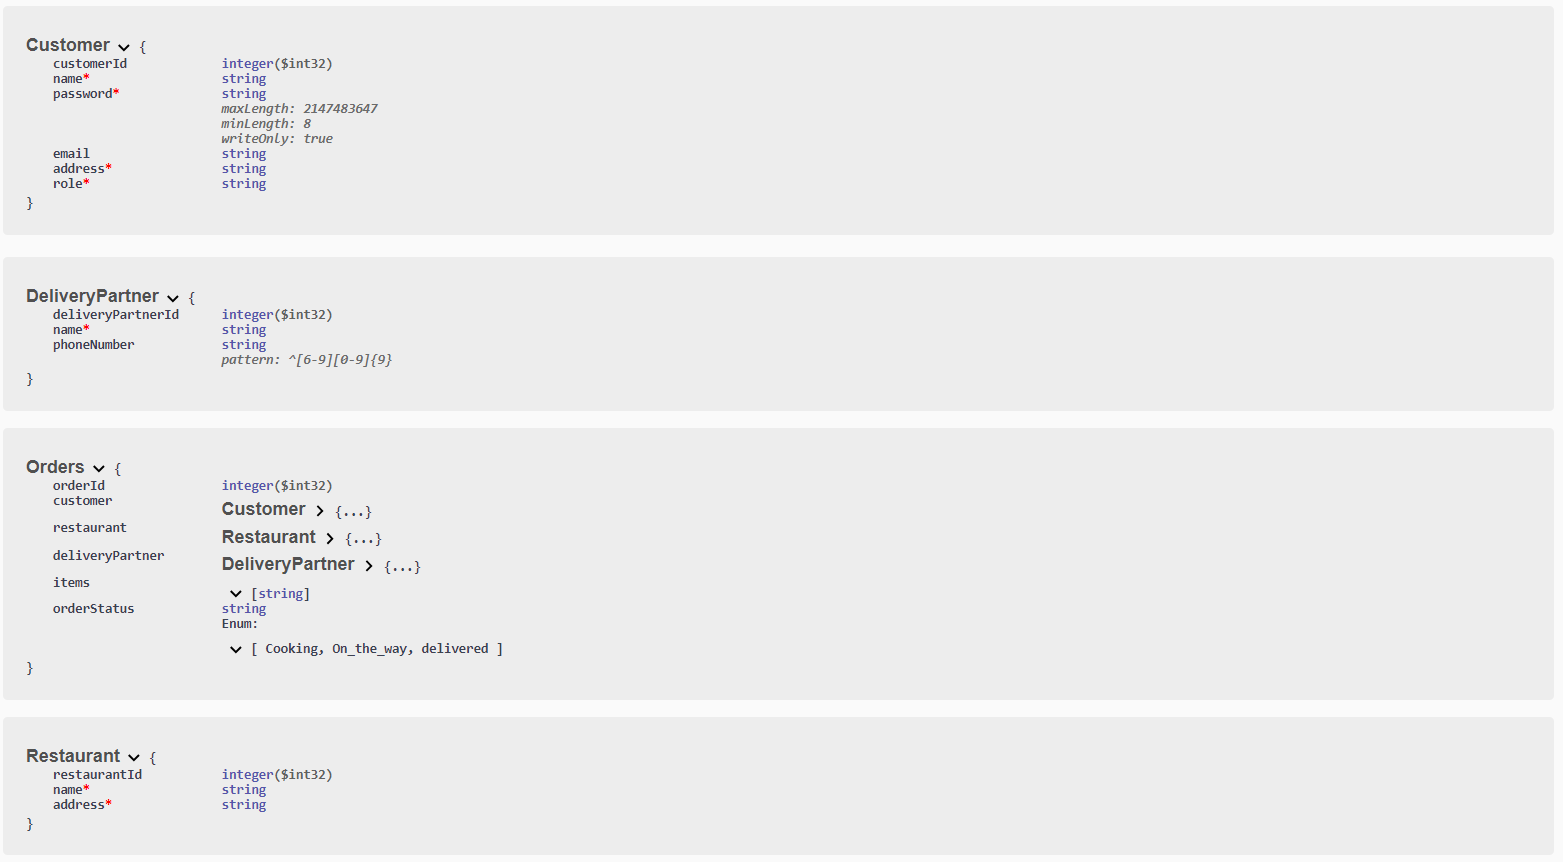 Customer {
customerId integer($int32)
name* string
password* string
maxLength: 2147483647
minLength: 8
writeOnly: true
email string
address* string
role* string
}
DeliveryPartner {
deliveryPartnerId integer($int32)
name* string
phoneNumber string
pattern: ^[6-9][0-9]{9}
}
Orders {
orderId integer($int32)
customer Customer {...}
restaurant Restaurant {...}
deliveryPartner DeliveryPartner {...}
items [string]
orderStatus string
Enum:
[ Cooking, On_the_way, delivered ]
}
Restaurant {
restaurantId integer($int32)
name* string
address* string
}